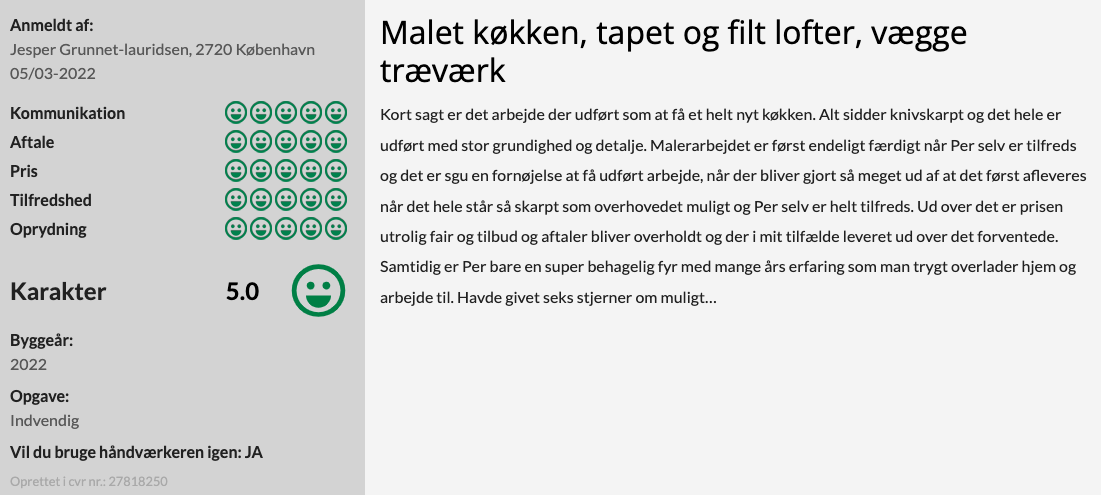 Anmeldt af:
Jesper Grunnet-lauridsen, 2720 København
05/03-2022
Kommunikation
Aftale
Pris
Tilfredshed
Oprydning
Karakter 5.0
Byggeår:
2022
Opgave:
Indvendig
Vil du bruge håndværkeren igen: JA
Oprettet i cvr nr.: 27818250
Malet køkken, tapet og filt lofter, vægge
træværk
Kort sagt er det arbejde der udført som at få et helt nyt køkken. Alt sidder knivskarpt og det hele er
udført med stor grundighed og detalje. Malerarbejdet er først endeligt færdigt når Per selv er tilfreds
og det er sgu en fornøjelse at få udført arbejde, når der bliver gjort så meget ud af at det først afleveres
når det hele står så skarpt som overhovedet muligt og Per selv er helt tilfreds. Ud over det er prisen
utrolig fair og tilbud og aftaler bliver overholdt og der i mit tilfælde leveret ud over det forventede.
Samtidig er Per bare en super behagelig fyr med mange års erfaring som man trygt overlader hjem og
arbejde til. Havde givet seks stjerner om muligt...